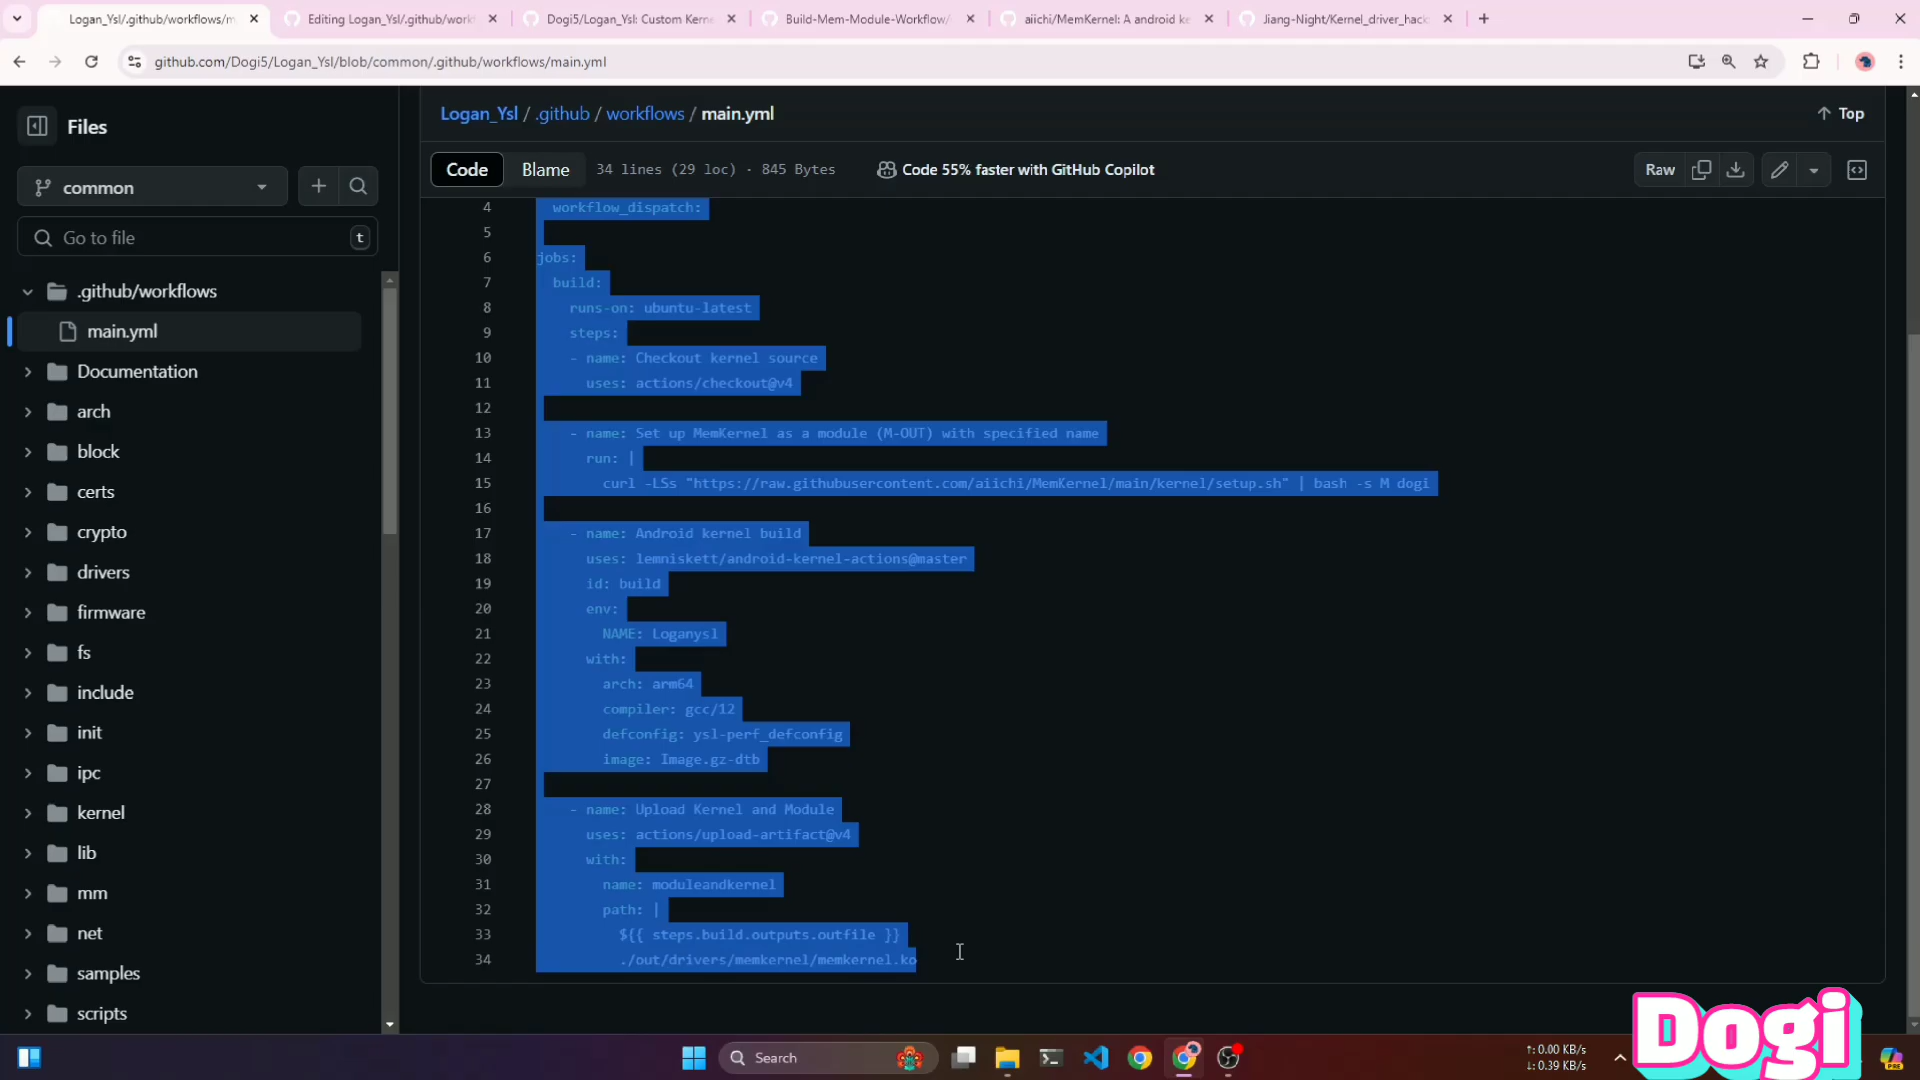 Logan_Ysl/.github/workflows/m
Editing Logan_Ysl/.github/work
Dogi5/Logan_Ysl: Custom Kerne
Build-Mem-Module-Workflow/
aiichi/MemKernel: A android ke
Jiang-Night/Kernel_driver_hac
github.com/Dogi5/Logan_Ysl/blob/common/.github/workflows/main.yml
Files
Logan_Ysl / .github / workflows / main.yml
Top
common
Code
Blame
34 lines (29 loc) · 845 Bytes
Code 55% faster with GitHub Copilot
Raw
Go to file
t
.github/workflows
main.yml
Documentation
arch
block
certs
crypto
drivers
firmware
fs
include
init
ipc
kernel
lib
mm
net
samples
scripts
4 workflow_dispatch:
5
6 jobs:
7 build:
8 runs-on: ubuntu-latest
9 steps:
10 - name: Checkout kernel source
11 uses: actions/checkout@v4
12
13 - name: Set up MemKernel as a module (M-OUT) with specified name
14 run: |
15 curl -LSs "https://raw.githubusercontent.com/aiichi/MemKernel/main/kernel/setup.sh" | bash -s M dogi
16
17 - name: Android kernel build
18 uses: lemniskett/android-kernel-actions@master
19 id: build
20 env:
21 NAME: Loganysl
22 with:
23 arch: arm64
24 compiler: gcc/12
25 defconfig: ysl-perf_defconfig
26 image: Image.gz-dtb
27
28 - name: Upload Kernel and Module
29 uses: actions/upload-artifact@v4
30 with:
31 name: moduleandkernel
32 path: |
33 ${{ steps.build.outputs.outfile }}
34 ./out/drivers/memkernel/memkernel.ko
Search
↑: 0.00 KB/s
↓: 0.39 KB/s
Dogi
PRE